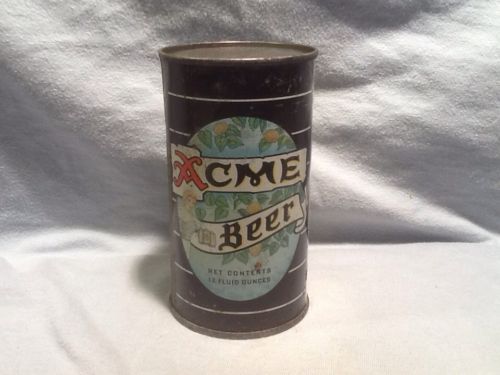 ACME
Beer
NET CONTENTS
12 FLUID OUNCES